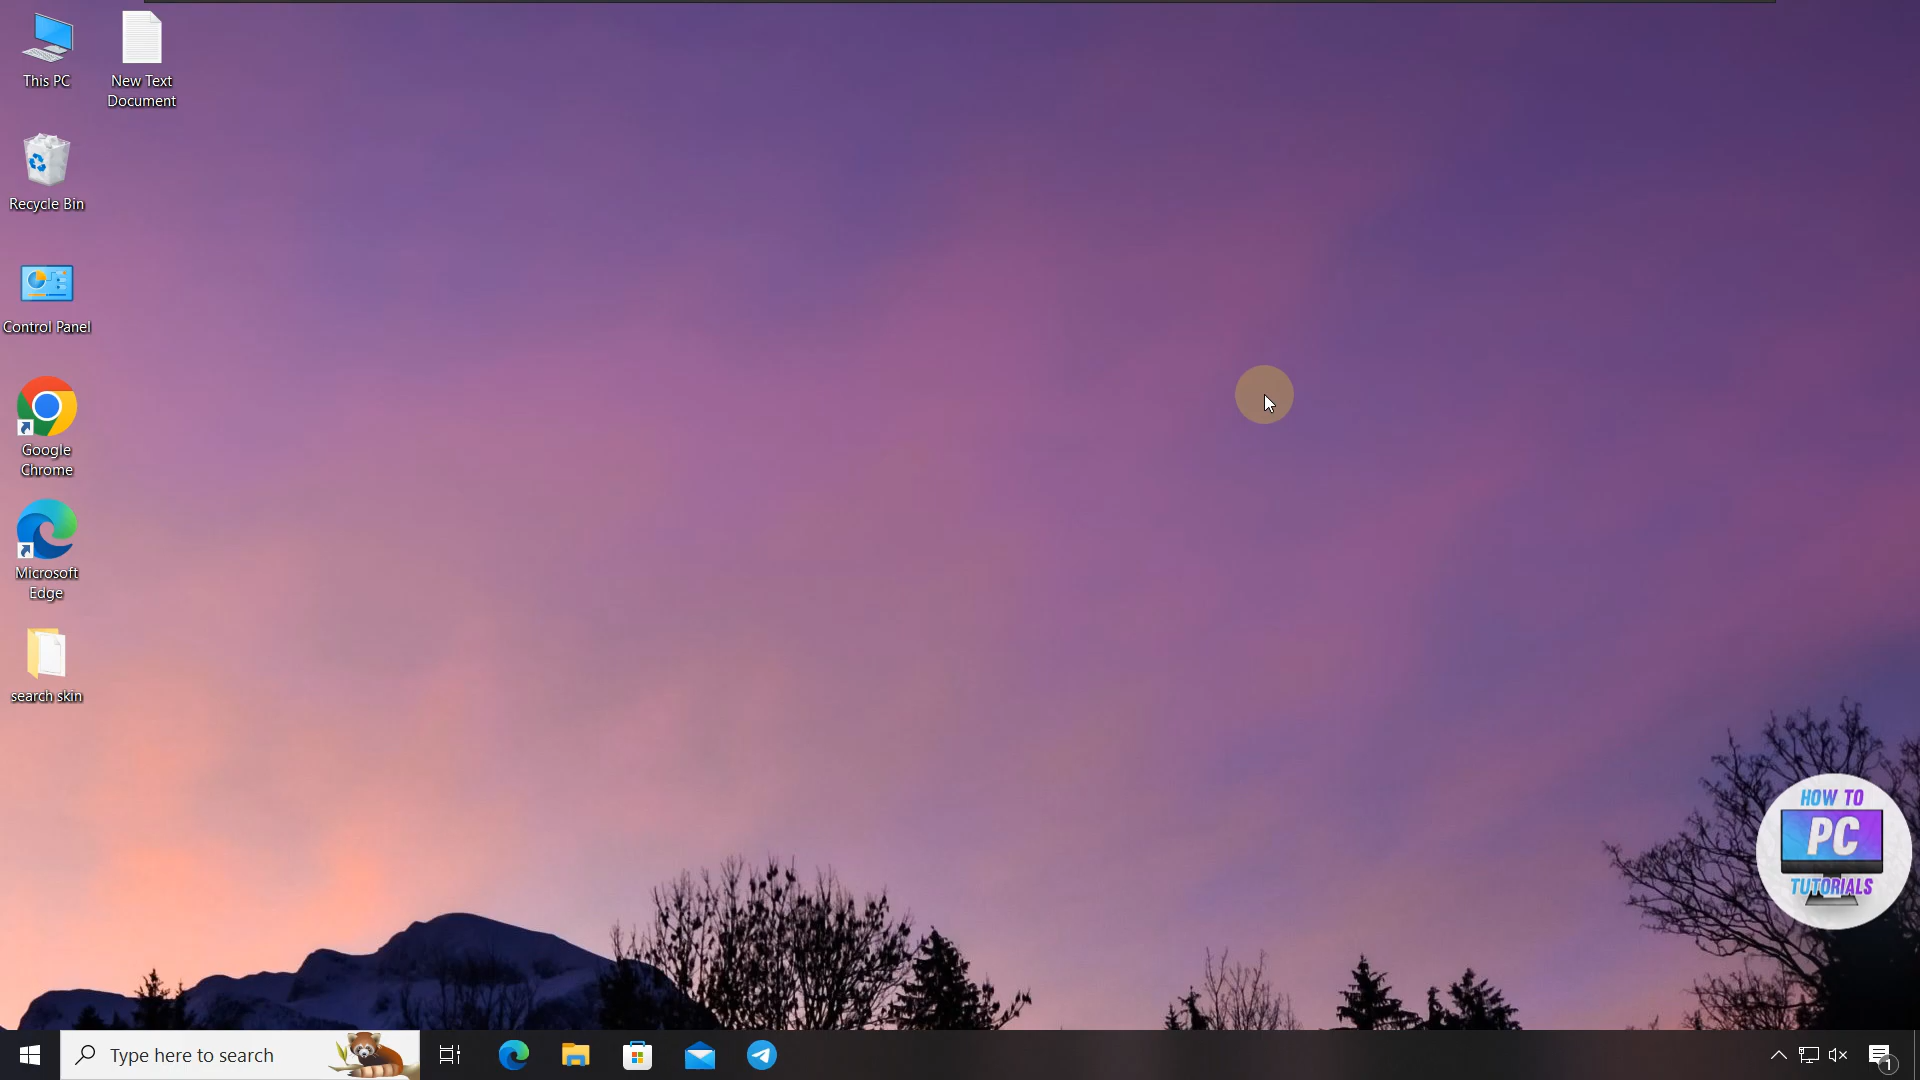 This PC
New Text
Document
Recycle Bin
Control Panel
Google
Chrome
Microsoft
Edge
search skin
HOW TO
PC
TUTORIALS
Type here to search
1